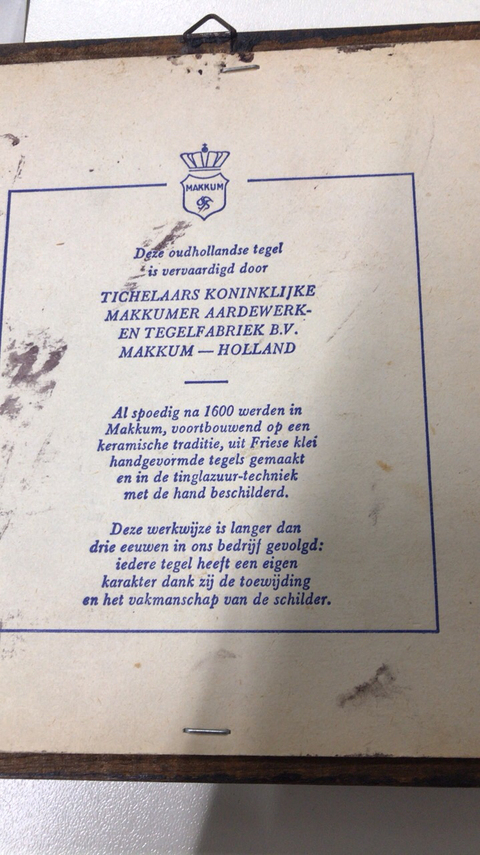 MAKKUM
Deze oudhollandse tegel
is vervaardigd door
TICHELAARS KONINKLIJKE
MAKKUMER AARDEWERK-
EN TEGELFABRIEK B.V.
MAKKUM — HOLLAND
Al spoedig na 1600 werden in
Makkum, voortbouwend op een
keramische traditie, uit Friese klei
handgevormde tegels gemaakt
en in de tinglazuur-techniek
met de hand beschilderd.
Deze werkwijze is langer dan
drie eeuwen in ons bedrijf gevolgd:
iedere tegel heeft een eigen
karakter dank zij de toewijding
en het vakmanschap van de schilder.